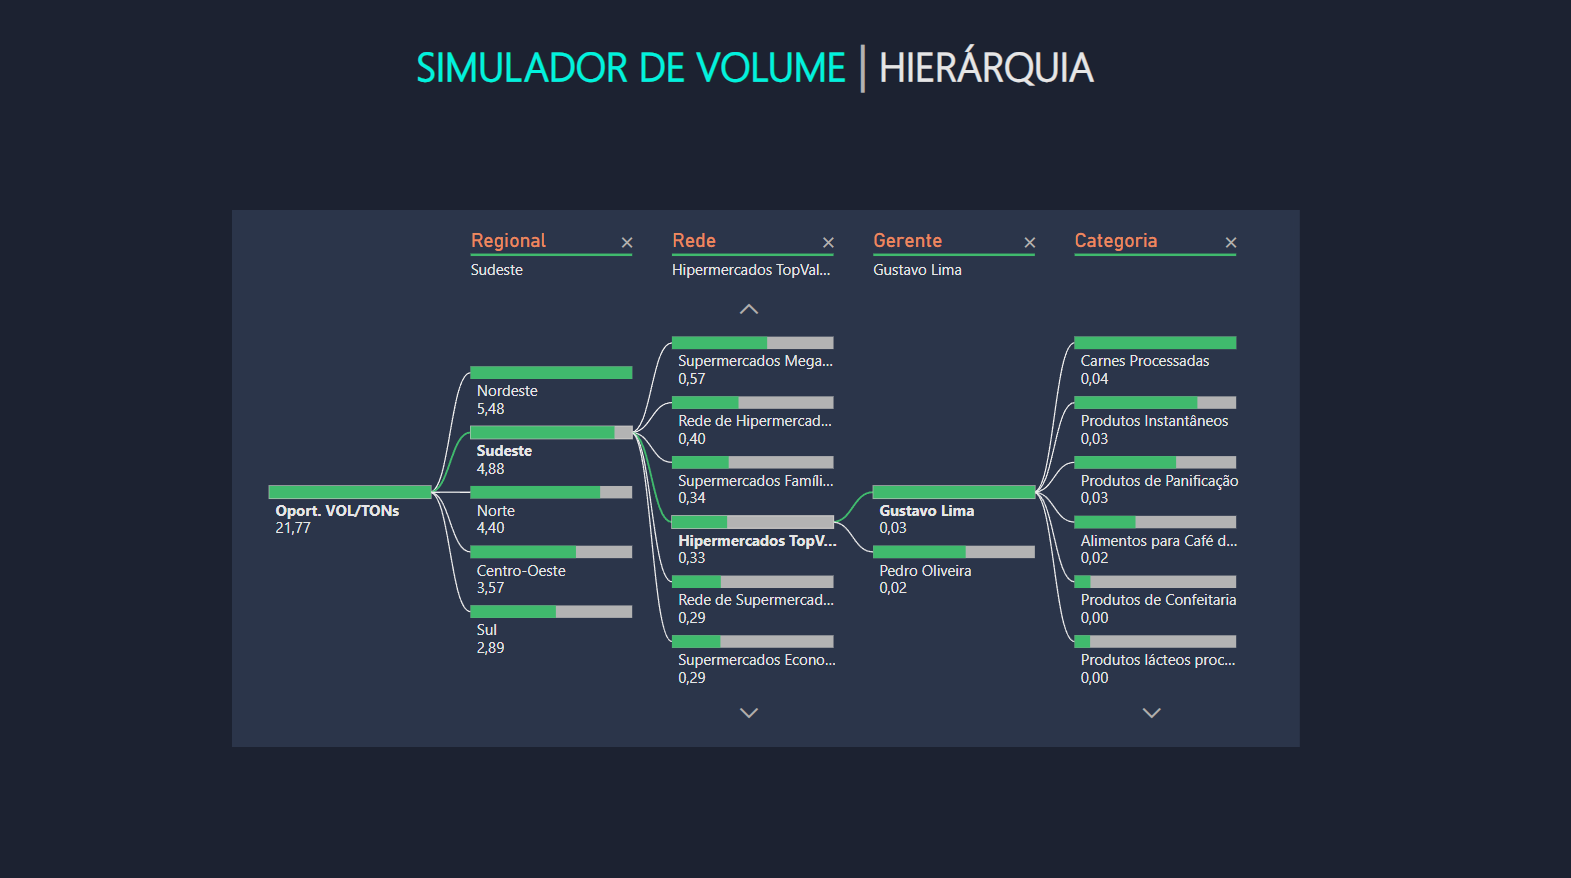 SIMULADOR DE VOLUME | HIERÁRQUIA
Regional
Sudeste
Rede
Hipermercados TopVal...
Gerente
Gustavo Lima
Categoria
Oport. VOL/TONs
21,77
Nordeste
5,48
Sudeste
4,88
Norte
4,40
Centro-Oeste
3,57
Sul
2,89
Supermercados Mega...
0,57
Rede de Hipermercad...
0,40
Supermercados Famíli...
0,34
Hipermercados TopV...
0,33
Rede de Supermercad...
0,29
Supermercados Econo...
0,29
Gustavo Lima
0,03
Pedro Oliveira
0,02
Carnes Processadas
0,04
Produtos Instantâneos
0,03
Produtos de Panificação
0,03
Alimentos para Café d...
0,02
Produtos de Confeitaria
0,00
Produtos lácteos proc...
0,00